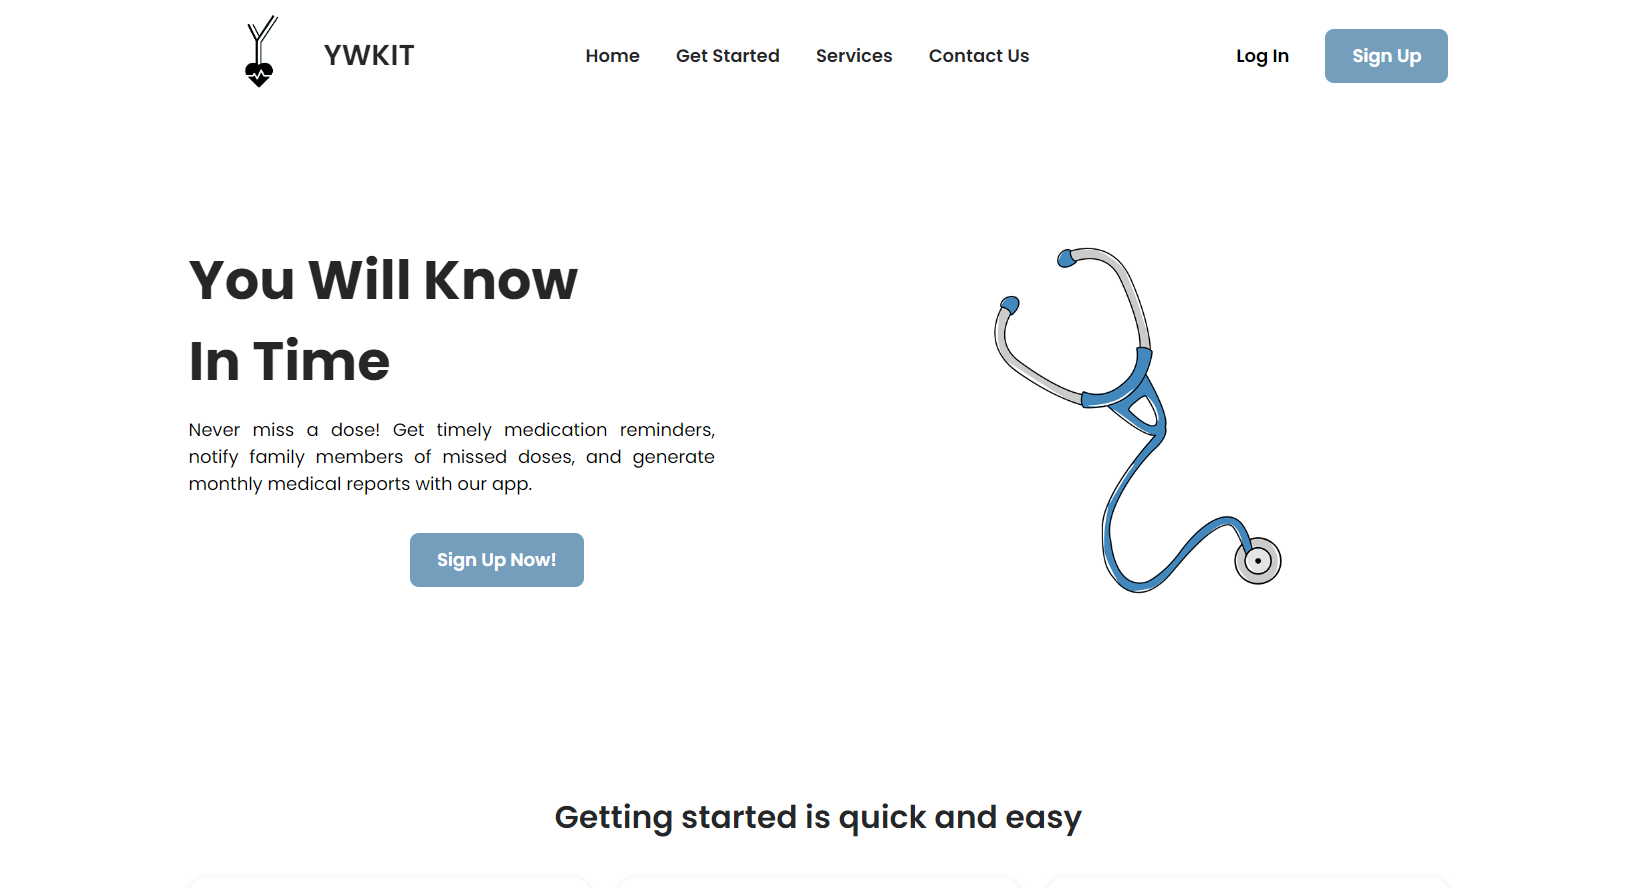 YWKIT
Home Get Started Services Contact Us
Log In Sign Up
You Will Know
In Time
Never miss a dose! Get timely medication reminders,
notify family members of missed doses, and generate
monthly medical reports with our app.
Sign Up Now!
Getting started is quick and easy